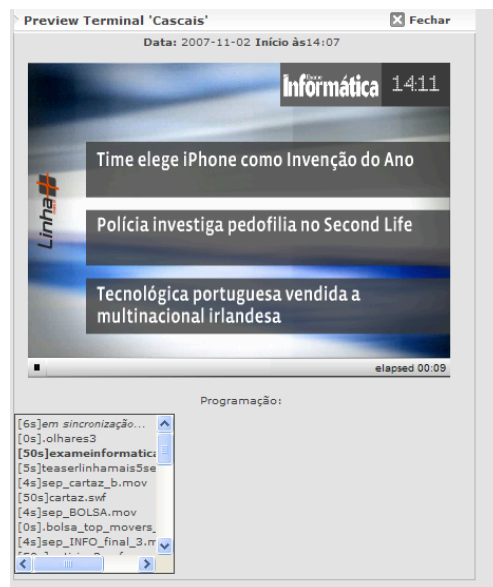 Preview Terminal 'Cascais'
Fechar
Data: 2007-11-02 Início às14:07
Informática 14:11
Linha+
Time elege iPhone como Invenção do Ano
Polícia investiga pedofilia no Second Life
Tecnológica portuguesa vendida a
multinacional irlandesa
elapsed 00:09
Programação:
[6s]em sincronização...
[0s].olhares3
[50s]exameinformatica
[5s]teaserlinhamais5se
[4s]sep_cartaz_b.mov
[50s]cartaz.swf
[4s]sep_BOLSA.mov
[0s].bolsa_top_movers_
[4s]sep_INFO_final_3.m